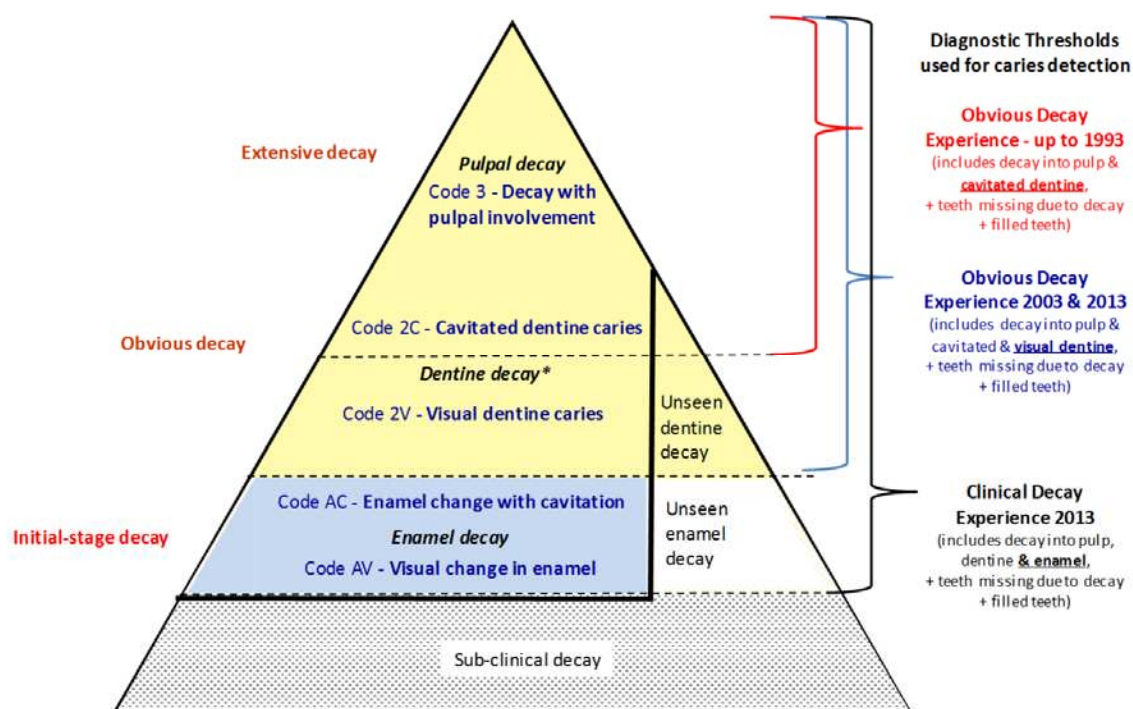 Diagnostic Thresholds
used for caries detection
Obvious Decay
Experience - up to 1993
(includes decay into pulp &
cavitated dentine,
+ teeth missing due to decay
+ filled teeth)
Extensive decay
Pulpal decay
Code 3 - Decay with
pulpal involvement
Obvious Decay
Experience 2003 & 2013
(includes decay into pulp &
cavitated & visual dentine,
+ teeth missing due to decay
+ filled teeth)
Obvious decay
Code 2C - Cavitated dentine caries
Dentine decay*
Code 2V - Visual dentine caries
Unseen
dentine
decay
Initial-stage decay
Code AC - Enamel change with cavitation
Enamel decay
Code AV - Visual change in enamel
Unseen
enamel
decay
Clinical Decay
Experience 2013
(includes decay into pulp,
dentine & enamel,
+ teeth missing due to decay
+ filled teeth)
Sub-clinical decay